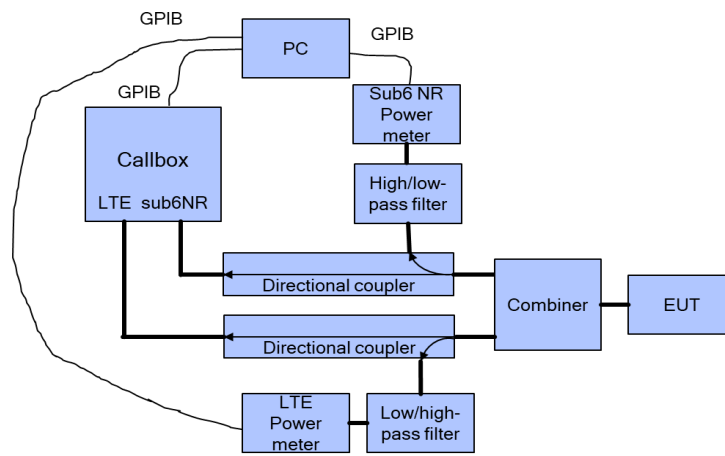 GPIB
PC
GPIB
GPIB
Sub6 NR
Power
meter
Callbox
LTE sub6NR
High/low-
pass filter
Directional coupler
Combiner
EUT
Directional coupler
LTE
Power
meter
Low/high-
pass filter